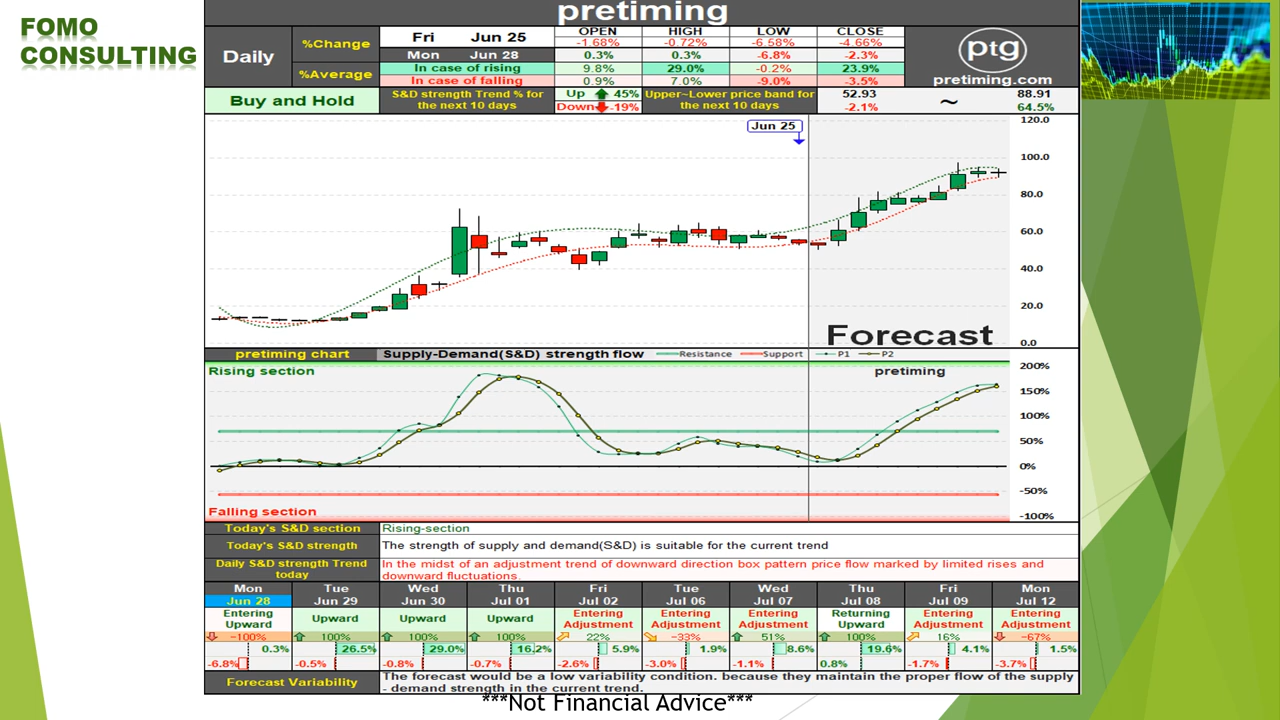 FOMO
CONSULTING
pretiming
Daily
%Change
%Average
Fri Jun 25
Mon Jun 28
In case of rising
In case of falling
OPEN HIGH LOW CLOSE
-1.68% -0.72% -6.58% -4.66%
0.3% 0.3% -6.8% -2.3%
9.8% 29.0% -0.2% 23.9%
0.9% 7.0% -9.0% -3.5%
ptg
pretiming.com
Buy and Hold
S&D strength Trend % for
the next 10 days
Up 45%
Down -19%
Upper~Lower price band for
the next 10 days
52.93 ~ 88.91
-2.1% 64.5%
Jun 25
120.0
100.0
80.0
60.0
40.0
20.0
0.0
Forecast
pretiming chart
Supply-Demand(S&D) strength flow
Resistance Support P1 P2
Rising section
pretiming
200%
150%
100%
50%
0%
-50%
-100%
Falling section
Today's S&D section
Rising-section
Today's S&D strength
The strength of supply and demand(S&D) is suitable for the current trend
Daily S&D strength Trend
today
In the midst of an adjustment trend of downward direction box pattern price flow marked by limited rises and
downward fluctuations.
Mon Tue Wed Thu Fri Tue Wed Thu Fri Mon
Jun 28 Jun 29 Jun 30 Jul 01 Jul 02 Jul 06 Jul 07 Jul 08 Jul 09 Jul 12
Entering Upward Upward Upward Upward Entering Adjustment Entering Adjustment Entering Adjustment Returning Upward Entering Adjustment Entering Adjustment
-100% 100% 100% 100% 22% -33% 51% 100% 16% -67%
0.3% 26.5% 29.0% 16.2% 5.9% 1.9% 8.6% 19.6% 4.1% 1.5%
-6.8% -0.5% -0.8% -0.7% -2.6% -3.0% -1.1% 0.8% -1.7% -3.7%
Forecast Variability
The forecast would be a low variability condition. because they maintain the proper flow of the supply
- demand strength in the current trend.
***Not Financial Advice***